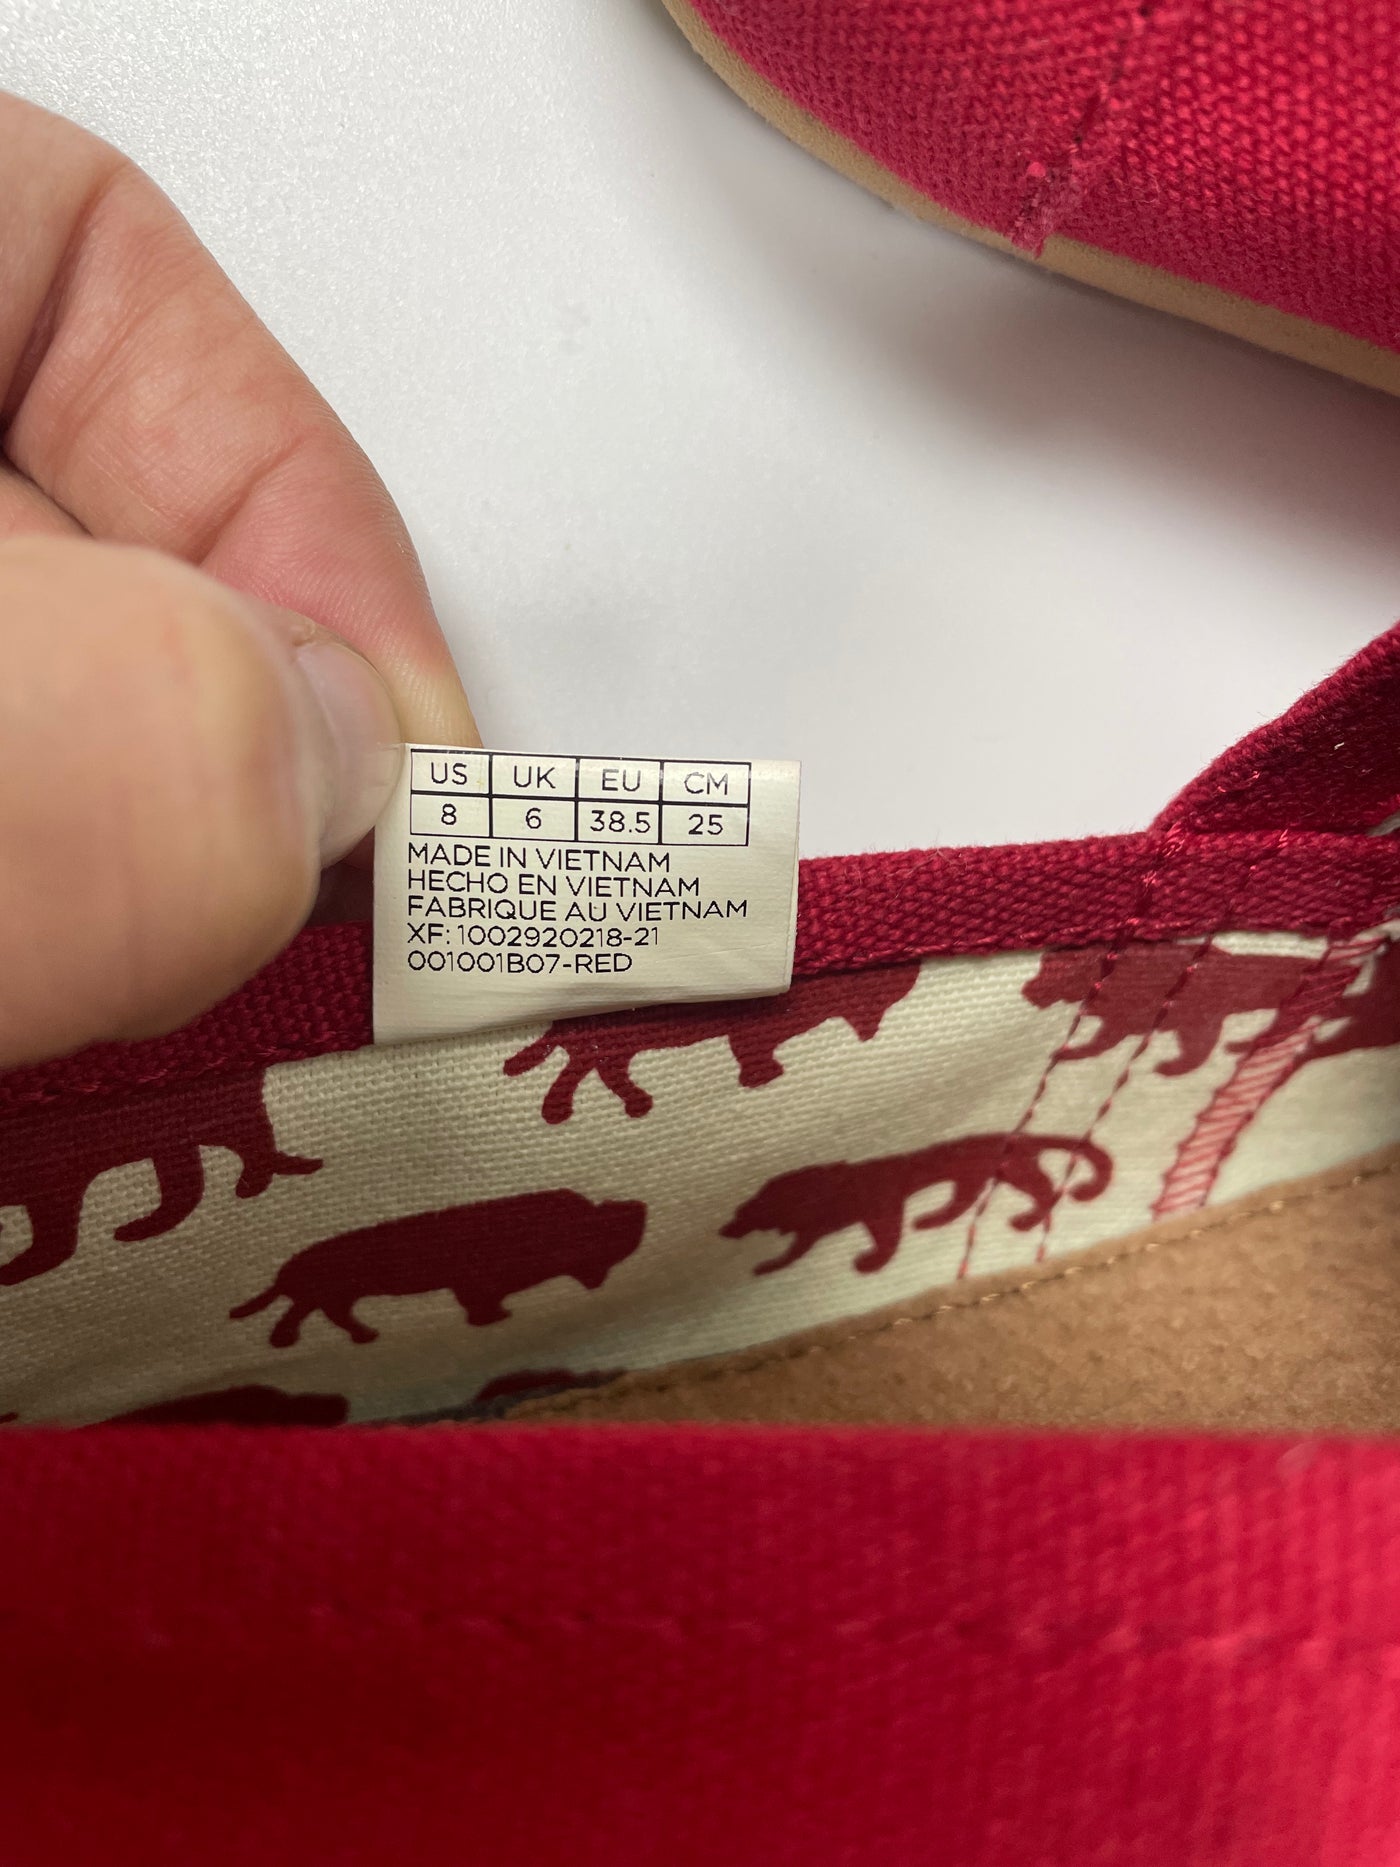 US UK EU CM
8 6 38.5 25
MADE IN VIETNAM
HECHO EN VIETNAM
FABRIQUE AU VIETNAM
XF: 1002920218-21
001001B07-RED